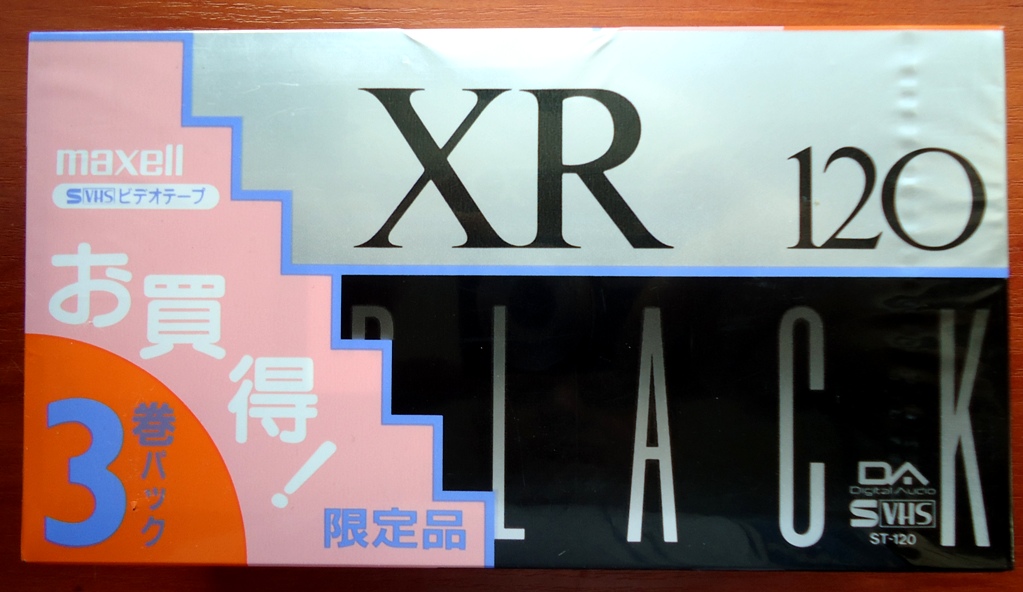 maxell
S VHS ビデオテープ
お買得!
3巻パック
限定品
XR 120
BLACK
DA
Digital Audio
S VHS
ST-120